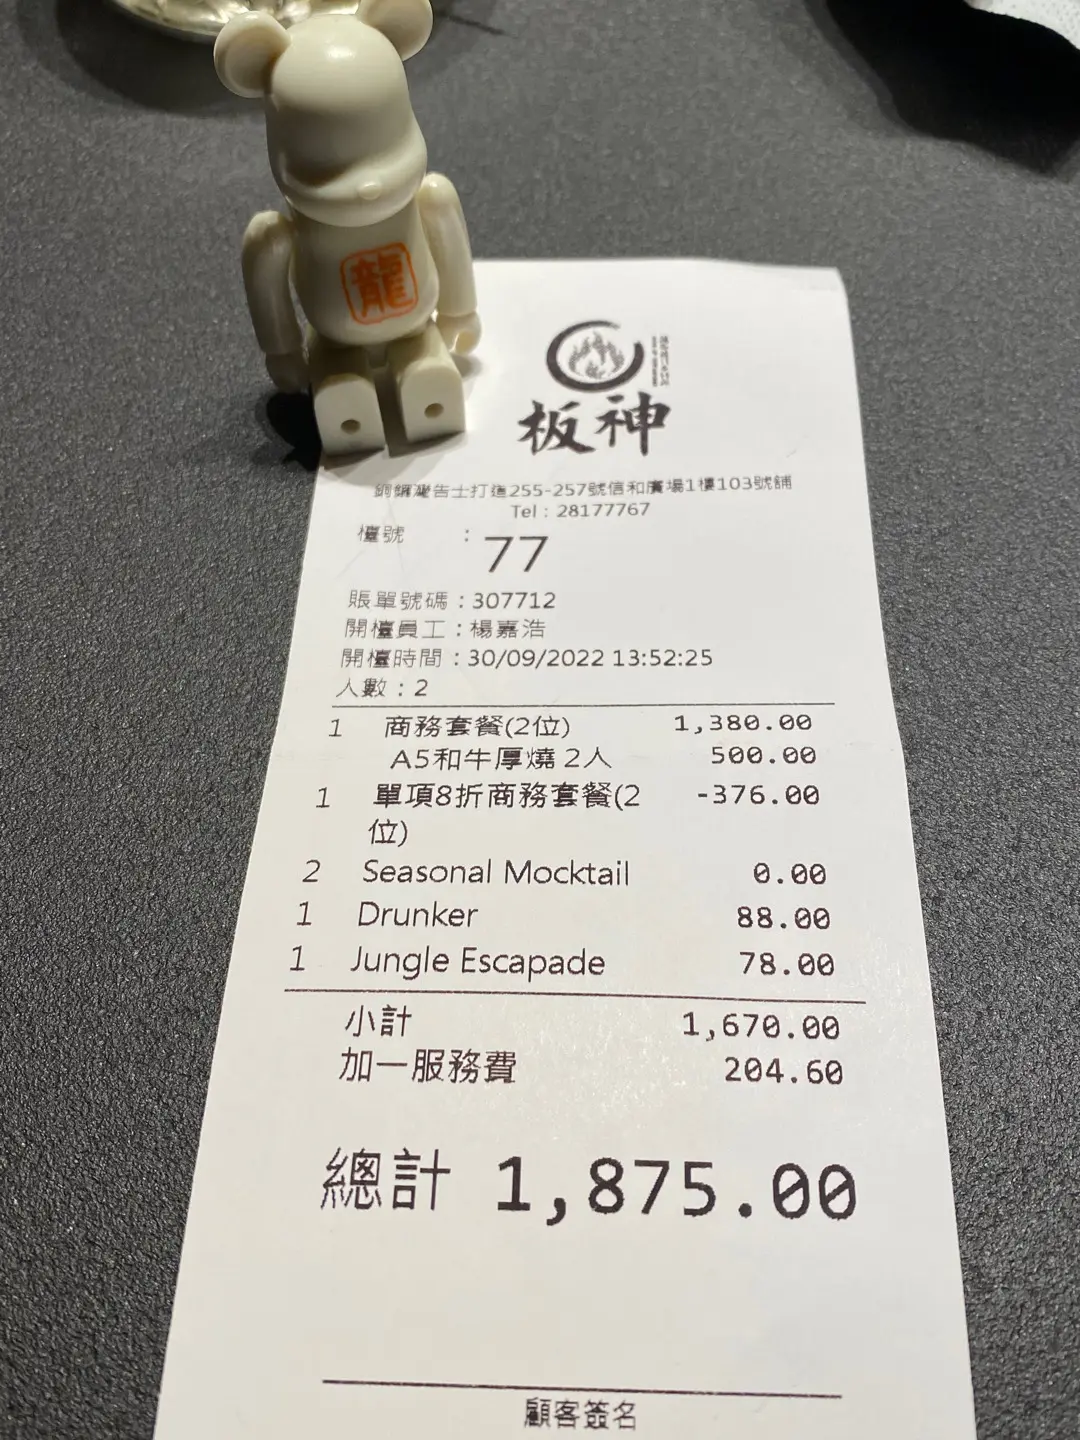 龍
板神
銅鑼灣告士打道255-257號信和廣場1樓103號舖
Tel : 28177767
檯號 : 77
賬單號碼 : 307712
開檯員工 : 楊嘉浩
開檯時間 : 30/09/2022 13:52:25
人數 : 2
1 商務套餐(2位) 1,380.00
A5和牛厚燒 2人 500.00
1 單項8折商務套餐(2 -376.00
位)
2 Seasonal Mocktail 0.00
1 Drunker 88.00
1 Jungle Escapade 78.00
小計 1,670.00
加一服務費 204.60
總計 1,875.00
顧客簽名